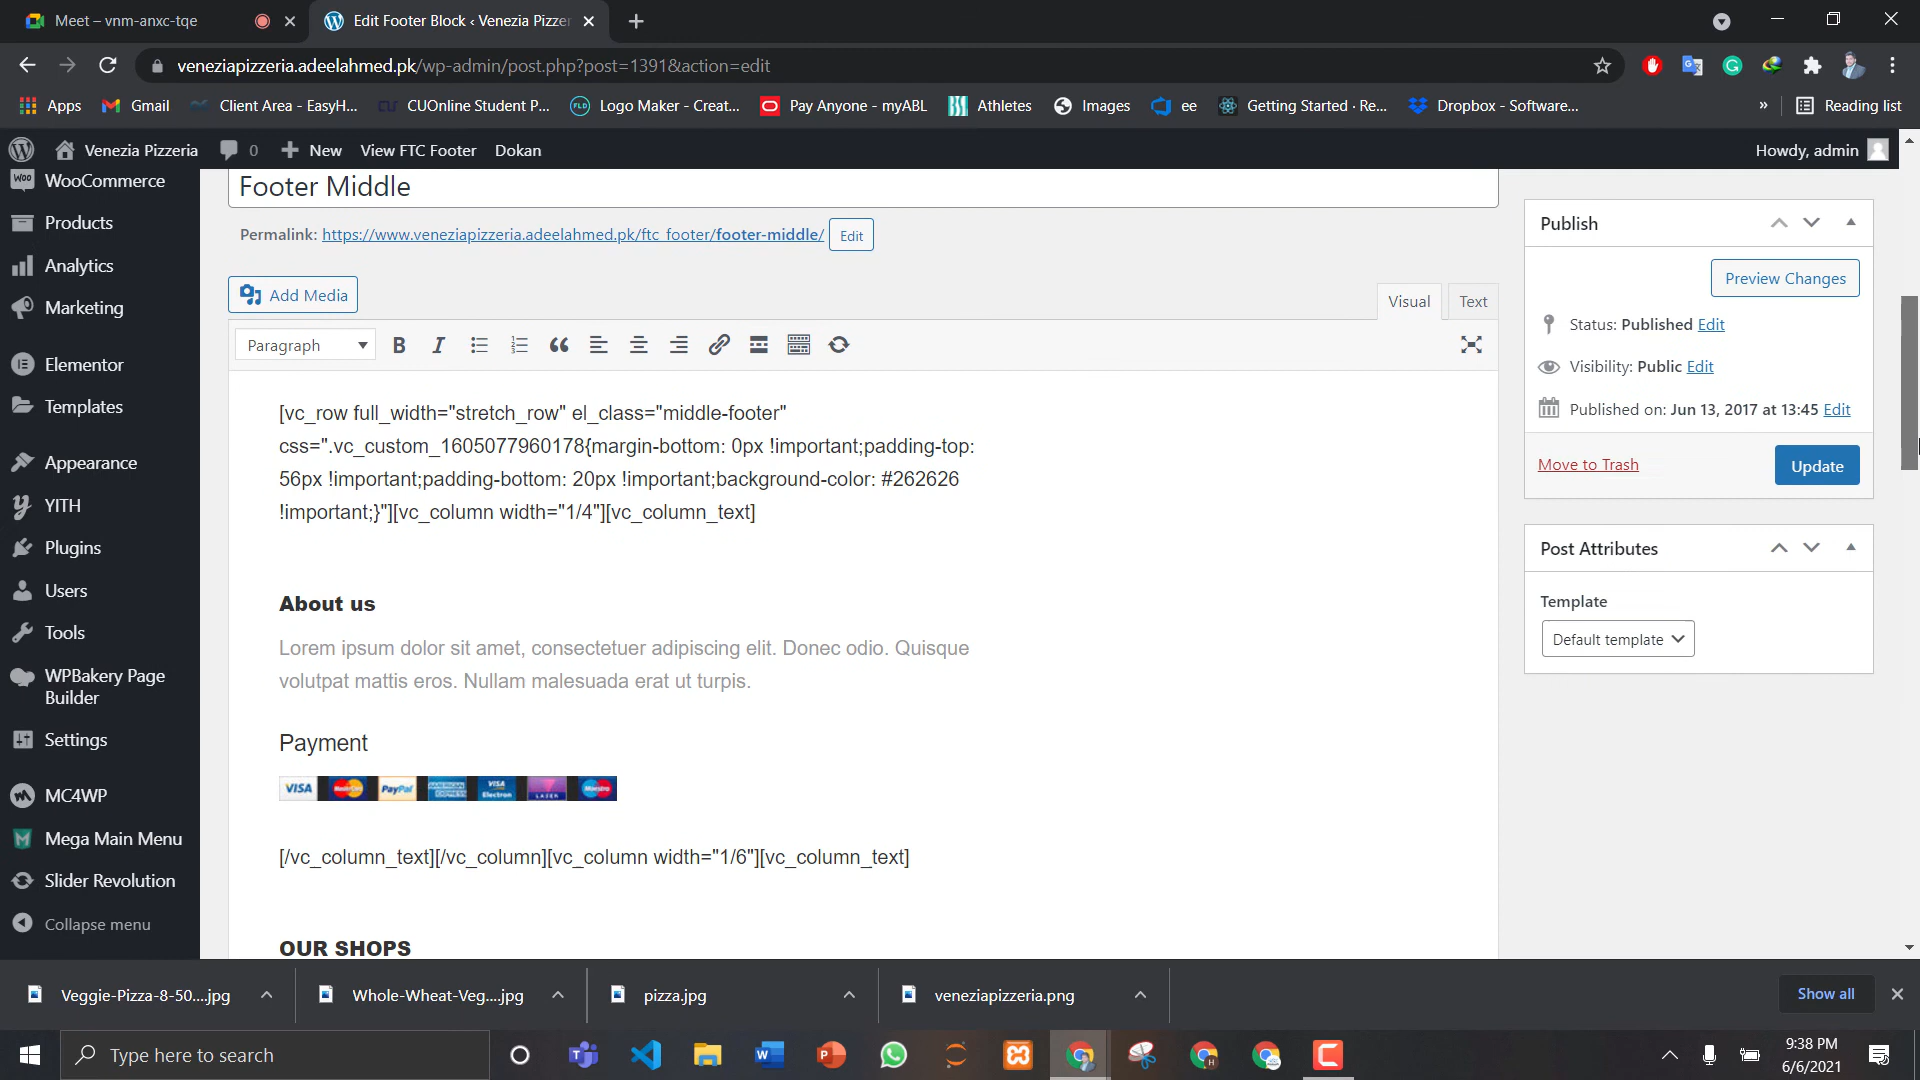 Meet – vnm-anxc-tqe
Edit Footer Block ‹ Venezia Pizzer
veneziapizzeria.adeelahmed.pk/wp-admin/post.php?post=1391&action=edit
Apps
Gmail
Client Area - EasyH...
CUOnline Student P...
Logo Maker - Creat...
Pay Anyone - myABL
Athletes
Images
ee
Getting Started · Re...
Dropbox - Software...
»
Reading list
Venezia Pizzeria
0
New
View FTC Footer
Dokan
Howdy, admin
WooCommerce
Products
Analytics
Marketing
Elementor
Templates
Appearance
YITH
Plugins
Users
Tools
WPBakery Page
Builder
Settings
MC4WP
Mega Main Menu
Slider Revolution
Collapse menu
Footer Middle
Permalink: https://www.veneziapizzeria.adeelahmed.pk/ftc_footer/footer-middle/ Edit
Add Media
Visual
Text
Paragraph
B
I
[vc_row full_width="stretch_row" el_class="middle-footer"
css=".vc_custom_1605077960178{margin-bottom: 0px !important;padding-top:
56px !important;padding-bottom: 20px !important;background-color: #262626
!important;}"][vc_column width="1/4"][vc_column_text]
About us
Lorem ipsum dolor sit amet, consectetuer adipiscing elit. Donec odio. Quisque
volutpat mattis eros. Nullam malesuada erat ut turpis.
Payment
VISA MasterCard PayPal AMERICAN EXPRESS VISA Electron LASER Maestro
[/vc_column_text][/vc_column][vc_column width="1/6"][vc_column_text]
OUR SHOPS
Publish
Preview Changes
Status: Published Edit
Visibility: Public Edit
Published on: Jun 13, 2017 at 13:45 Edit
Move to Trash
Update
Post Attributes
Template
Default template
Veggie-Pizza-8-50....jpg
Whole-Wheat-Veg....jpg
pizza.jpg
veneziapizzeria.png
Show all
Type here to search
9:38 PM
6/6/2021